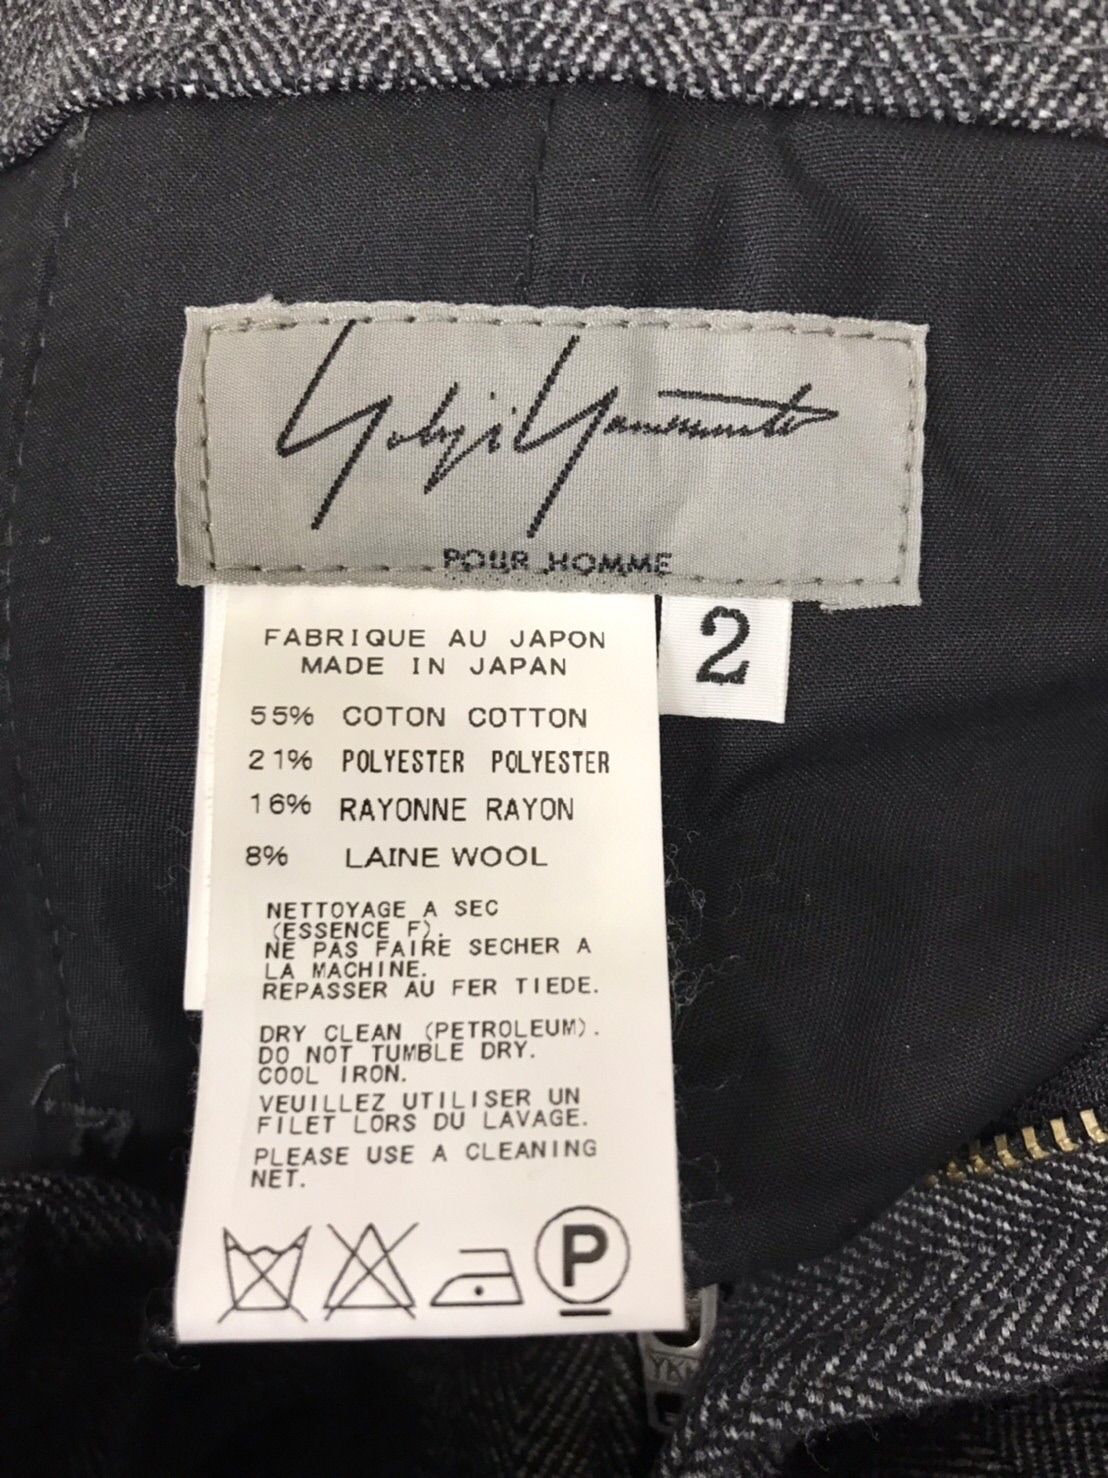 Yohji Yamamoto
POUR HOMME
2
FABRIQUE AU JAPON
MADE IN JAPAN
55% COTON COTTON
21% POLYESTER POLYESTER
16% RAYONNE RAYON
8% LAINE WOOL
NETTOYAGE A SEC
(ESSENCE F).
NE PAS FAIRE SECHER A
LA MACHINE.
REPASSER AU FER TIEDE.
DRY CLEAN (PETROLEUM).
DO NOT TUMBLE DRY.
COOL IRON.
VEUILLEZ UTILISER UN
FILET LORS DU LAVAGE.
PLEASE USE A CLEANING
NET.
P
YKK